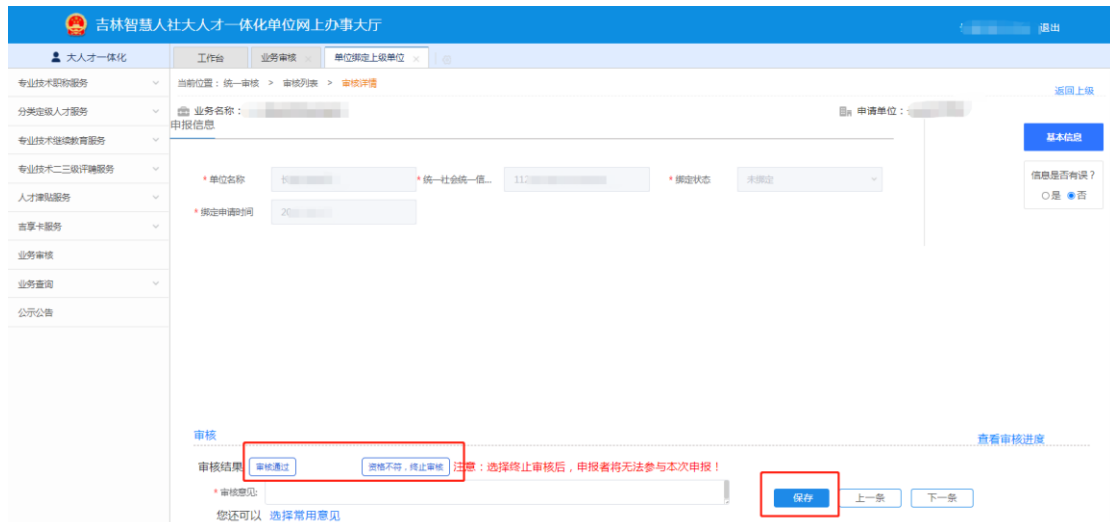 吉林智慧人社大人才一体化单位网上办事大厅
退出
大人才一体化
工作台 业务审核 × 单位绑定上级单位 ×
专业技术职称服务
当前位置：统一审核 > 审核列表 > 审核详情
返回上级
分类定级人才服务
业务名称： 申请单位：
申报信息
专业技术继续教育服务
基本信息
专业技术二三级评聘服务
* 单位名称 长 * 统一社会统一信... 112 * 绑定状态 未绑定
信息是否有误？
人才津贴服务
是 否
* 绑定申请时间 20
吉享卡服务
业务审核
业务查询
公示公告
审核
查看审核进度
审核结果 审核通过 资格不符，终止审核 注意：选择终止审核后，申报者将无法参与本次申报！
* 审核意见:
保存 上一条 下一条
您还可以 选择常用意见